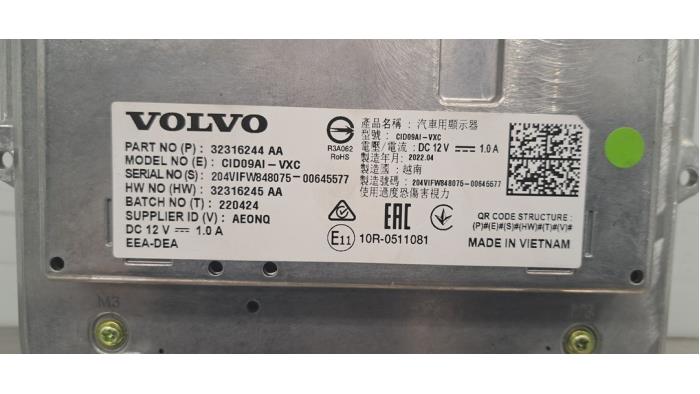 VOLVO
PART NO (P) : 32316244 AA
MODEL NO (E) : CID09AI-VXC
SERIAL NO (S) : 204VIFW848075-00645577
HW NO (HW) : 32316245 AA
BATCH NO (T) : 220424
SUPPLIER ID (V) : AEONQ
DC 12 V ⎓ 1.0 A
EEA-DEA
R3A062
RoHS
產品名稱 : 汽車用顯示器
型號 : CID09AI-VXC
電壓/電流 : DC 12V ⎓ 1.0 A
製造年月 : 2022.04
製造國 : 越南
製造號碼 : 204VIFW848075-00645577
使用過度恐傷害視力
E11 10R-0511081
EAC
QR CODE STRUCTURE :
(P)#(E)#(S)#(HW)#(T)#(V)#
MADE IN VIETNAM
M3
M3